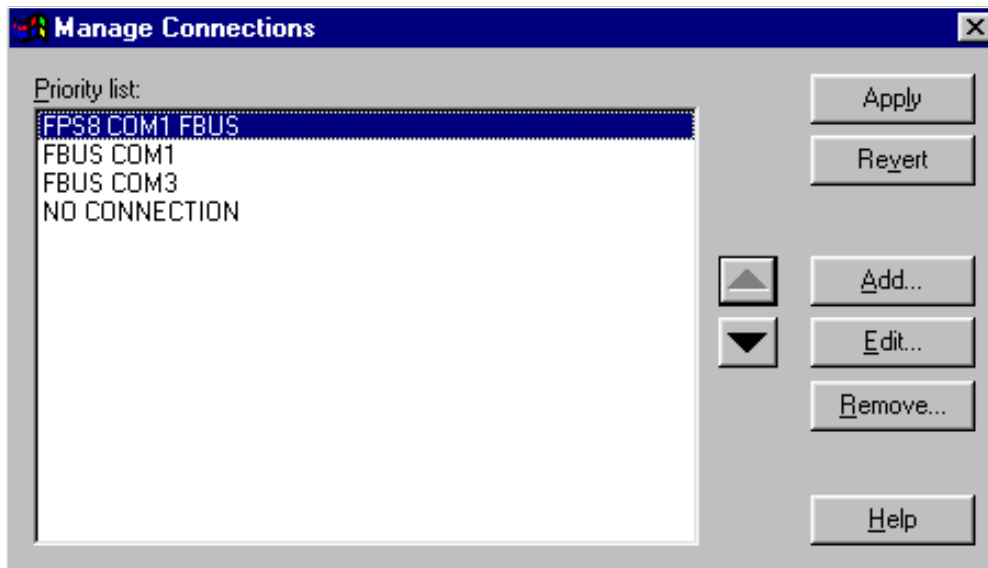 Manage Connections
Priority list:
FPS8 COM1 FBUS
FBUS COM1
FBUS COM3
NO CONNECTION
Apply
Revert
Add...
Edit...
Remove...
Help